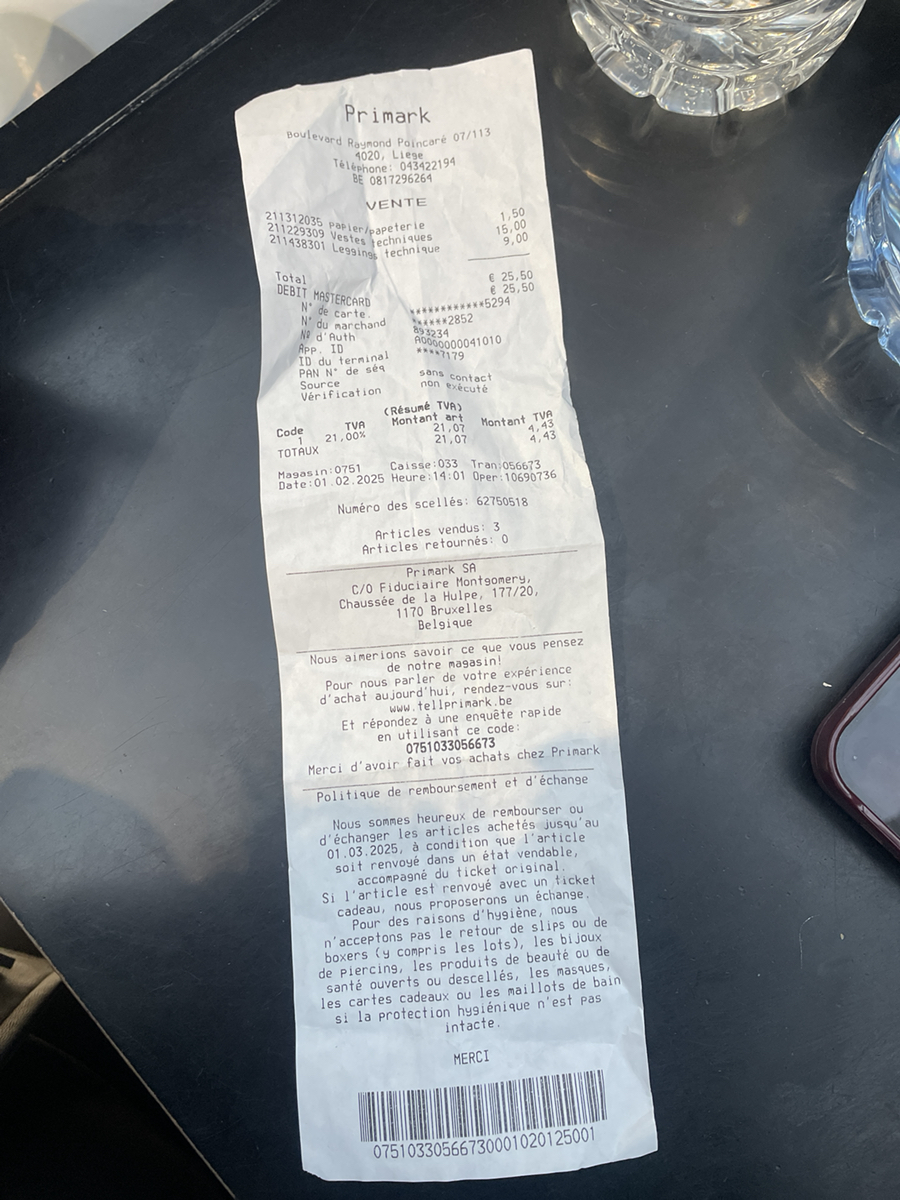 Primark
Boulevard Raymond Poincaré 07/113
4020, Liege
Téléphone: 043422194
BE 0817296264
VENTE
211312035 papier/papeterie 1,50
211229309 Vestes techniques 15,00
211438301 Leggings technique 9,00
Total € 25,50
DEBIT MASTERCARD € 25,50
N° de carte. ************5294
N° du marchand ******2852
Nº d'Auth 893234
App. ID A0000000041010
ID du terminal ****7179
PAN N° de séq
Source sans contact
Vérification non exécuté
(Résumé TVA)
Code TVA Montant art Montant TVA
1 21,00% 21,07 4,43
TOTAUX 21,07 4,43
Magasin:0751 Caisse:033 Tran:056673
Date:01.02.2025 Heure:14:01 Oper:10690736
Numéro des scellés: 62750518
Articles vendus: 3
Articles retournés: 0
Primark SA
C/O Fiduciaire Montgomery,
Chaussée de la Hulpe, 177/20,
1170 Bruxelles
Belgique
Nous aimerions savoir ce que vous pensez
de notre magasin!
Pour nous parler de votre expérience
d'achat aujourd'hui, rendez-vous sur:
www.tellprimark.be
Et répondez à une enquête rapide
en utilisant ce code:
0751033056673
Merci d'avoir fait vos achats chez Primark
Politique de remboursement et d'échange
Nous sommes heureux de rembourser ou
d'échanger les articles achetés jusqu'au
01.03.2025, à condition que l'article
soit renvoyé dans un état vendable,
accompagné du ticket original.
Si l'article est renvoyé avec un ticket
cadeau, nous proposerons un échange.
Pour des raisons d'hygiène, nous
n'acceptons pas le retour de slips ou de
boxers (y compris les lots), les bijoux
de piercing, les produits de beauté ou de
santé ouverts ou descellés, les masques,
les cartes cadeaux ou les maillots de bain
si la protection hygiénique n'est pas
intacte.
MERCI
07510330566730001020125001